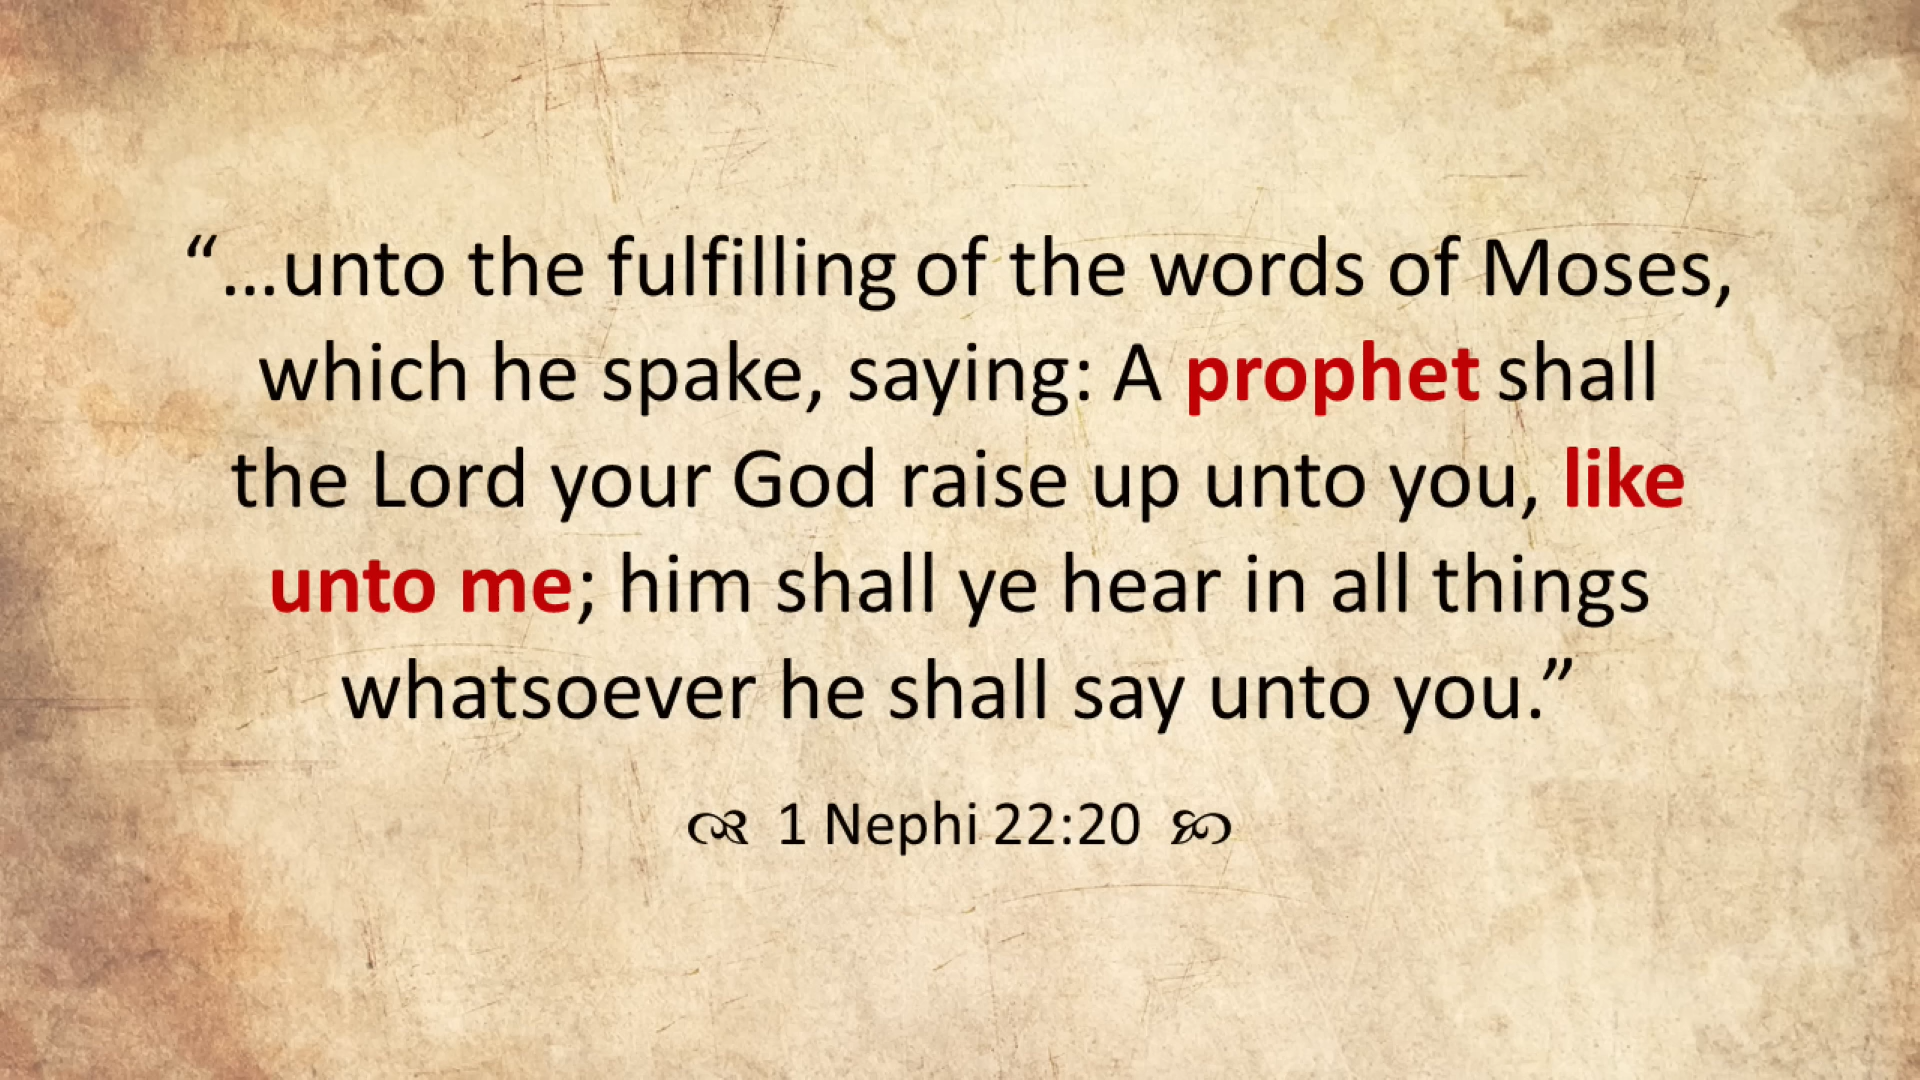 “…unto the fulfilling of the words of Moses,
which he spake, saying: A prophet shall
the Lord your God raise up unto you, like
unto me; him shall ye hear in all things
whatsoever he shall say unto you.”
1 Nephi 22:20